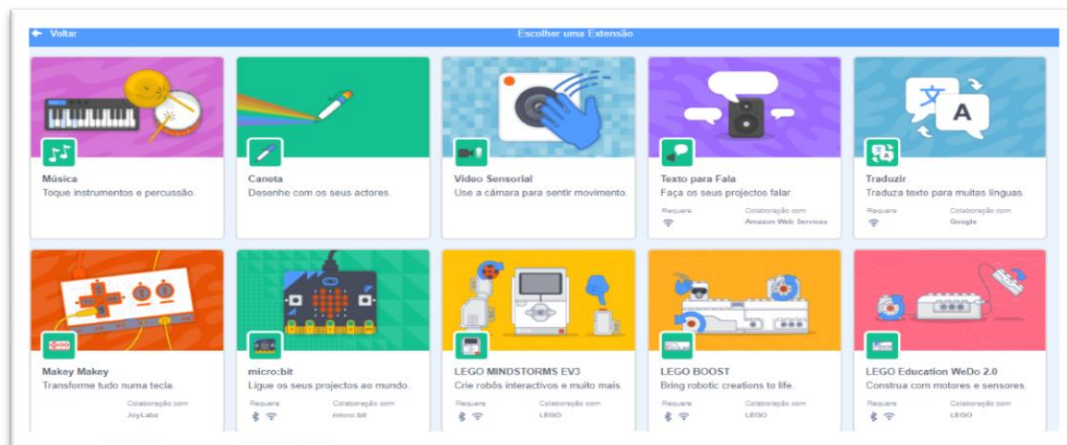 Voltar
Escolher uma Extensão
文 A
Música
Toque instrumentos e percussão.
Caneta
Desenhe com os seus actores.
Vídeo Sensorial
Use a câmara para sentir movimento.
Texto para Fala
Faça os seus projectos falar.
Requere
Colaboração com
Amazon Web Services
Traduzir
Traduza texto para muitas línguas.
Requere
Colaboração com
Google
Makey Makey
Transforme tudo numa tecla.
Colaboração com
JoyLabz
micro:bit
Ligue os seus projectos ao mundo.
Requere
Colaboração com
micro:bit
LEGO MINDSTORMS EV3
Crie robôs interactivos e muito mais.
Requere
Colaboração com
LEGO
LEGO BOOST
Bring robotic creations to life.
Requere
Colaboração com
LEGO
LEGO Education WeDo 2.0
Construa com motores e sensores.
Requere
Colaboração com
LEGO